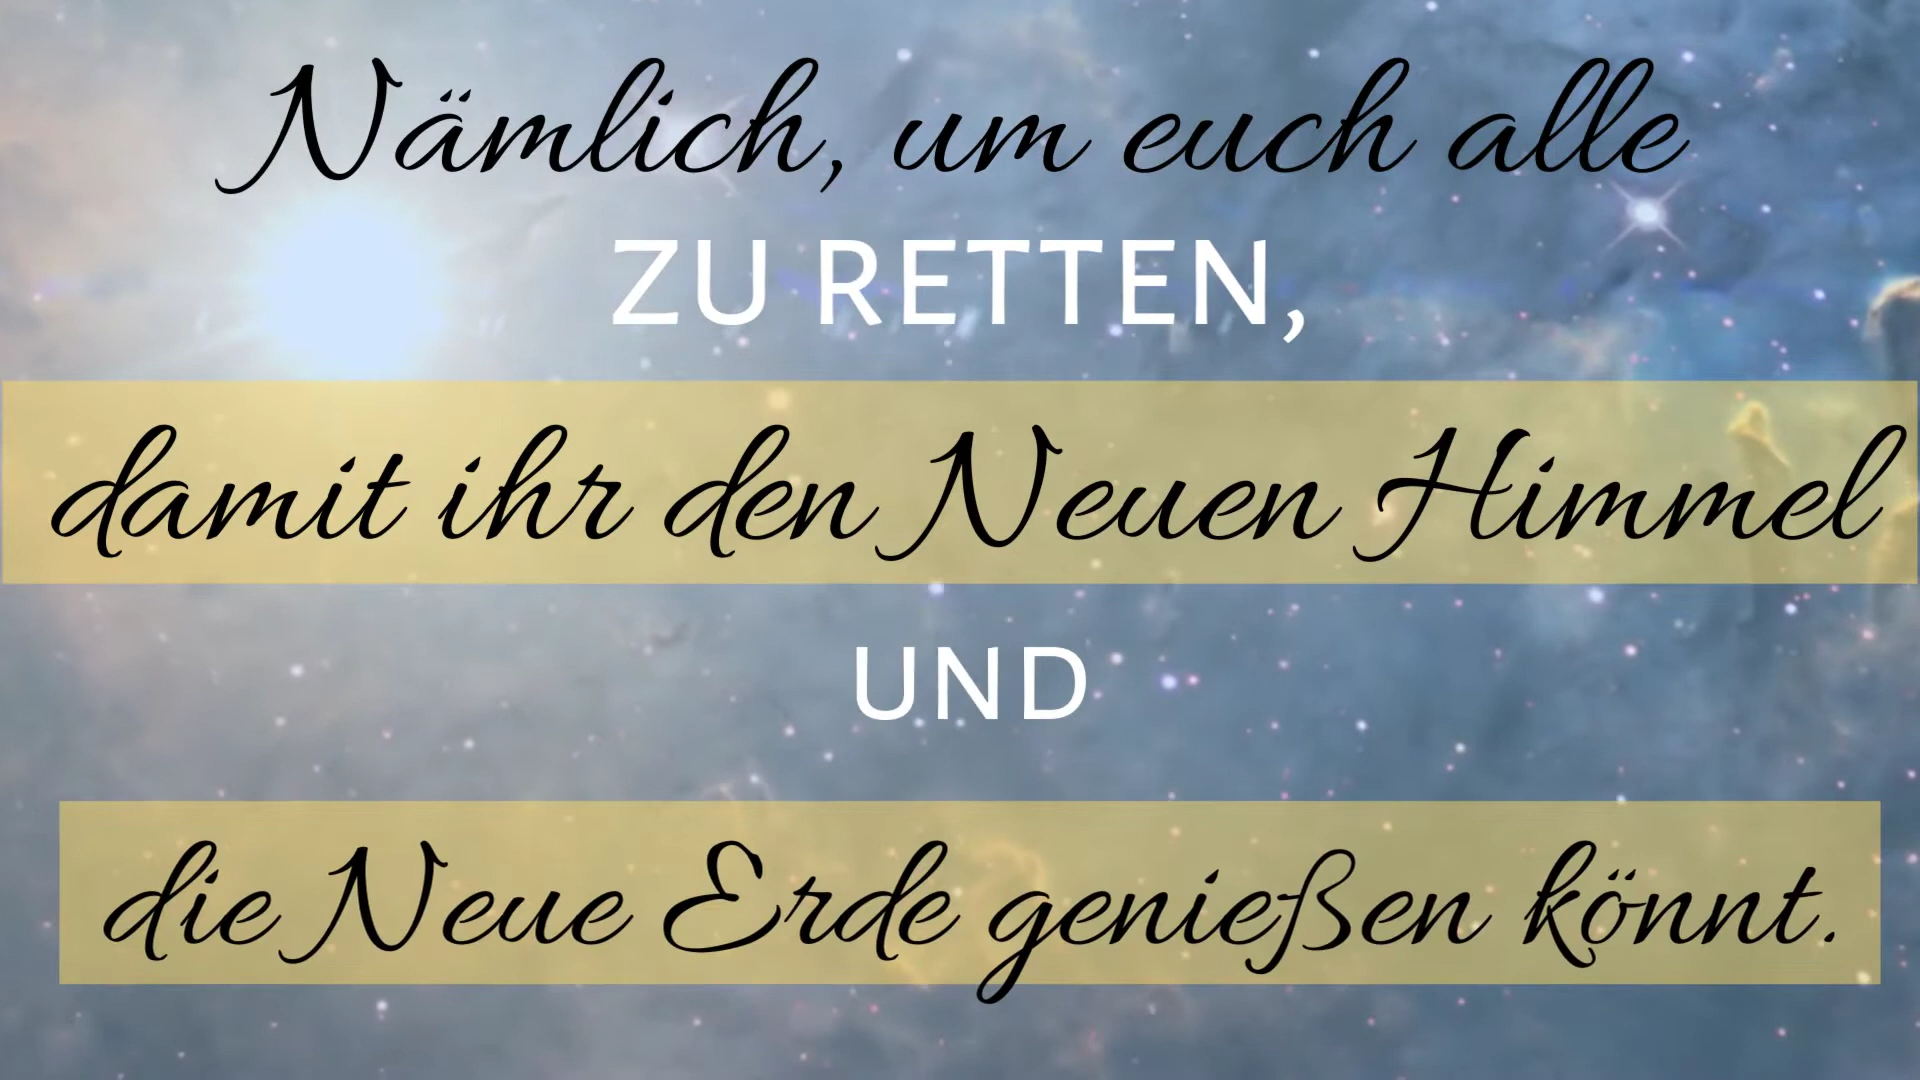 Nämlich, um euch alle
ZU RETTEN,
damit ihr den Neuen Himmel
UND
die Neue Erde genießen könnt.